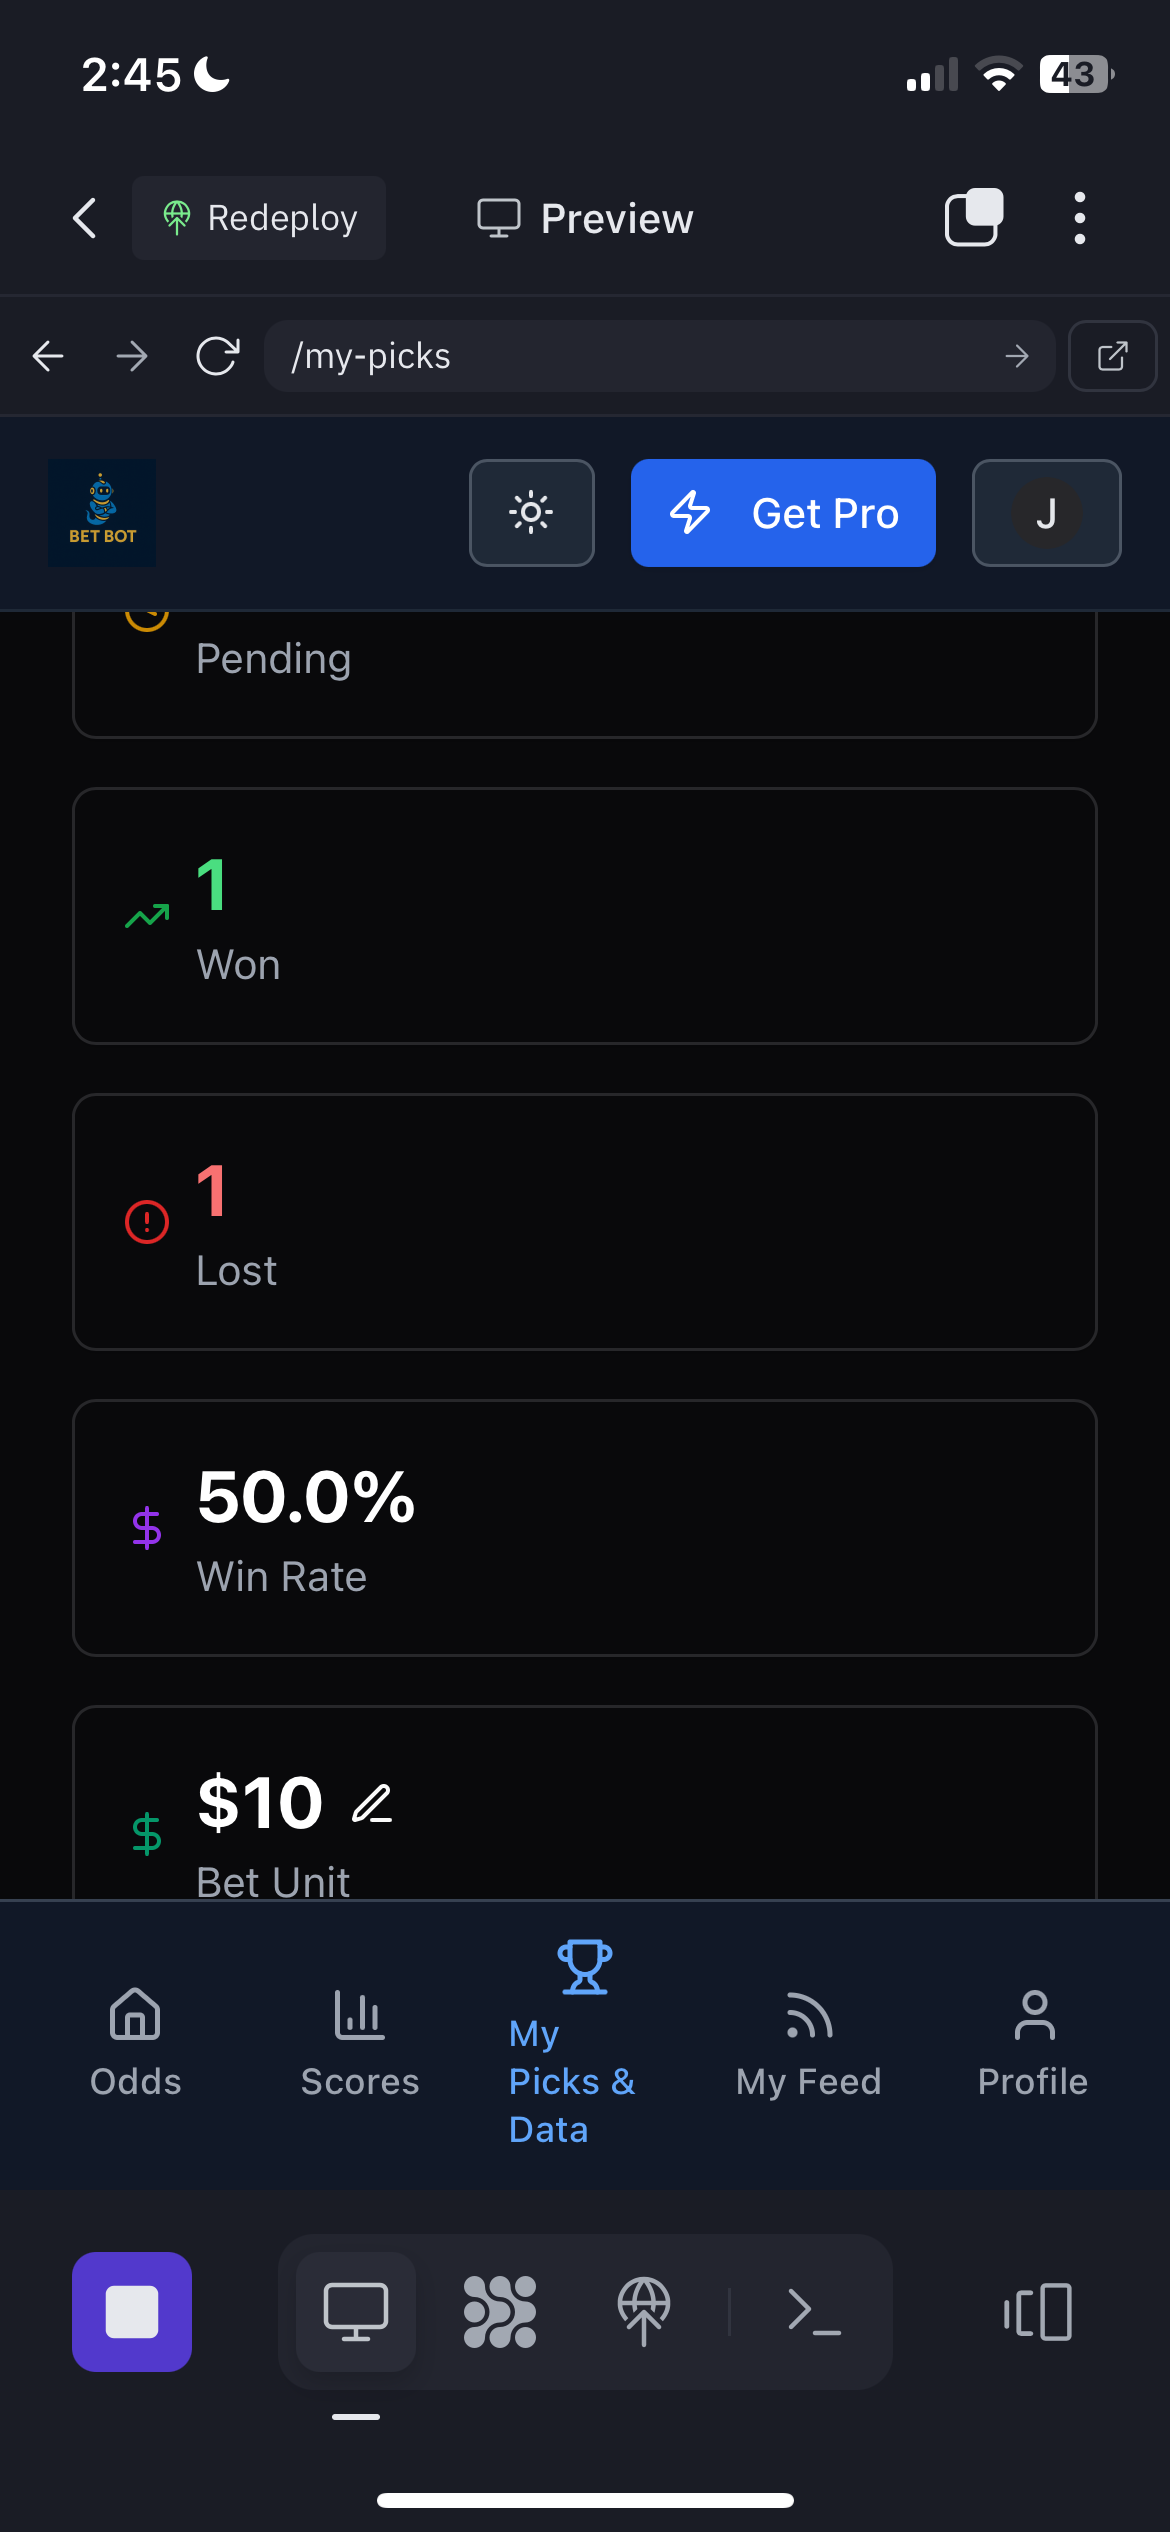 2:45
43
Redeploy
Preview
/my-picks
BET BOT
Get Pro
J
Pending
1
Won
1
Lost
50.0%
Win Rate
$10
Bet Unit
Odds
Scores
My
Picks &
Data
My Feed
Profile